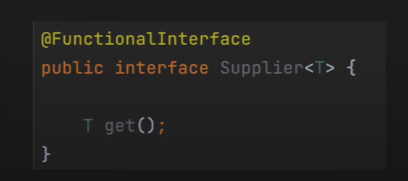 @FunctionalInterface
public interface Supplier<T> {
T get();
}